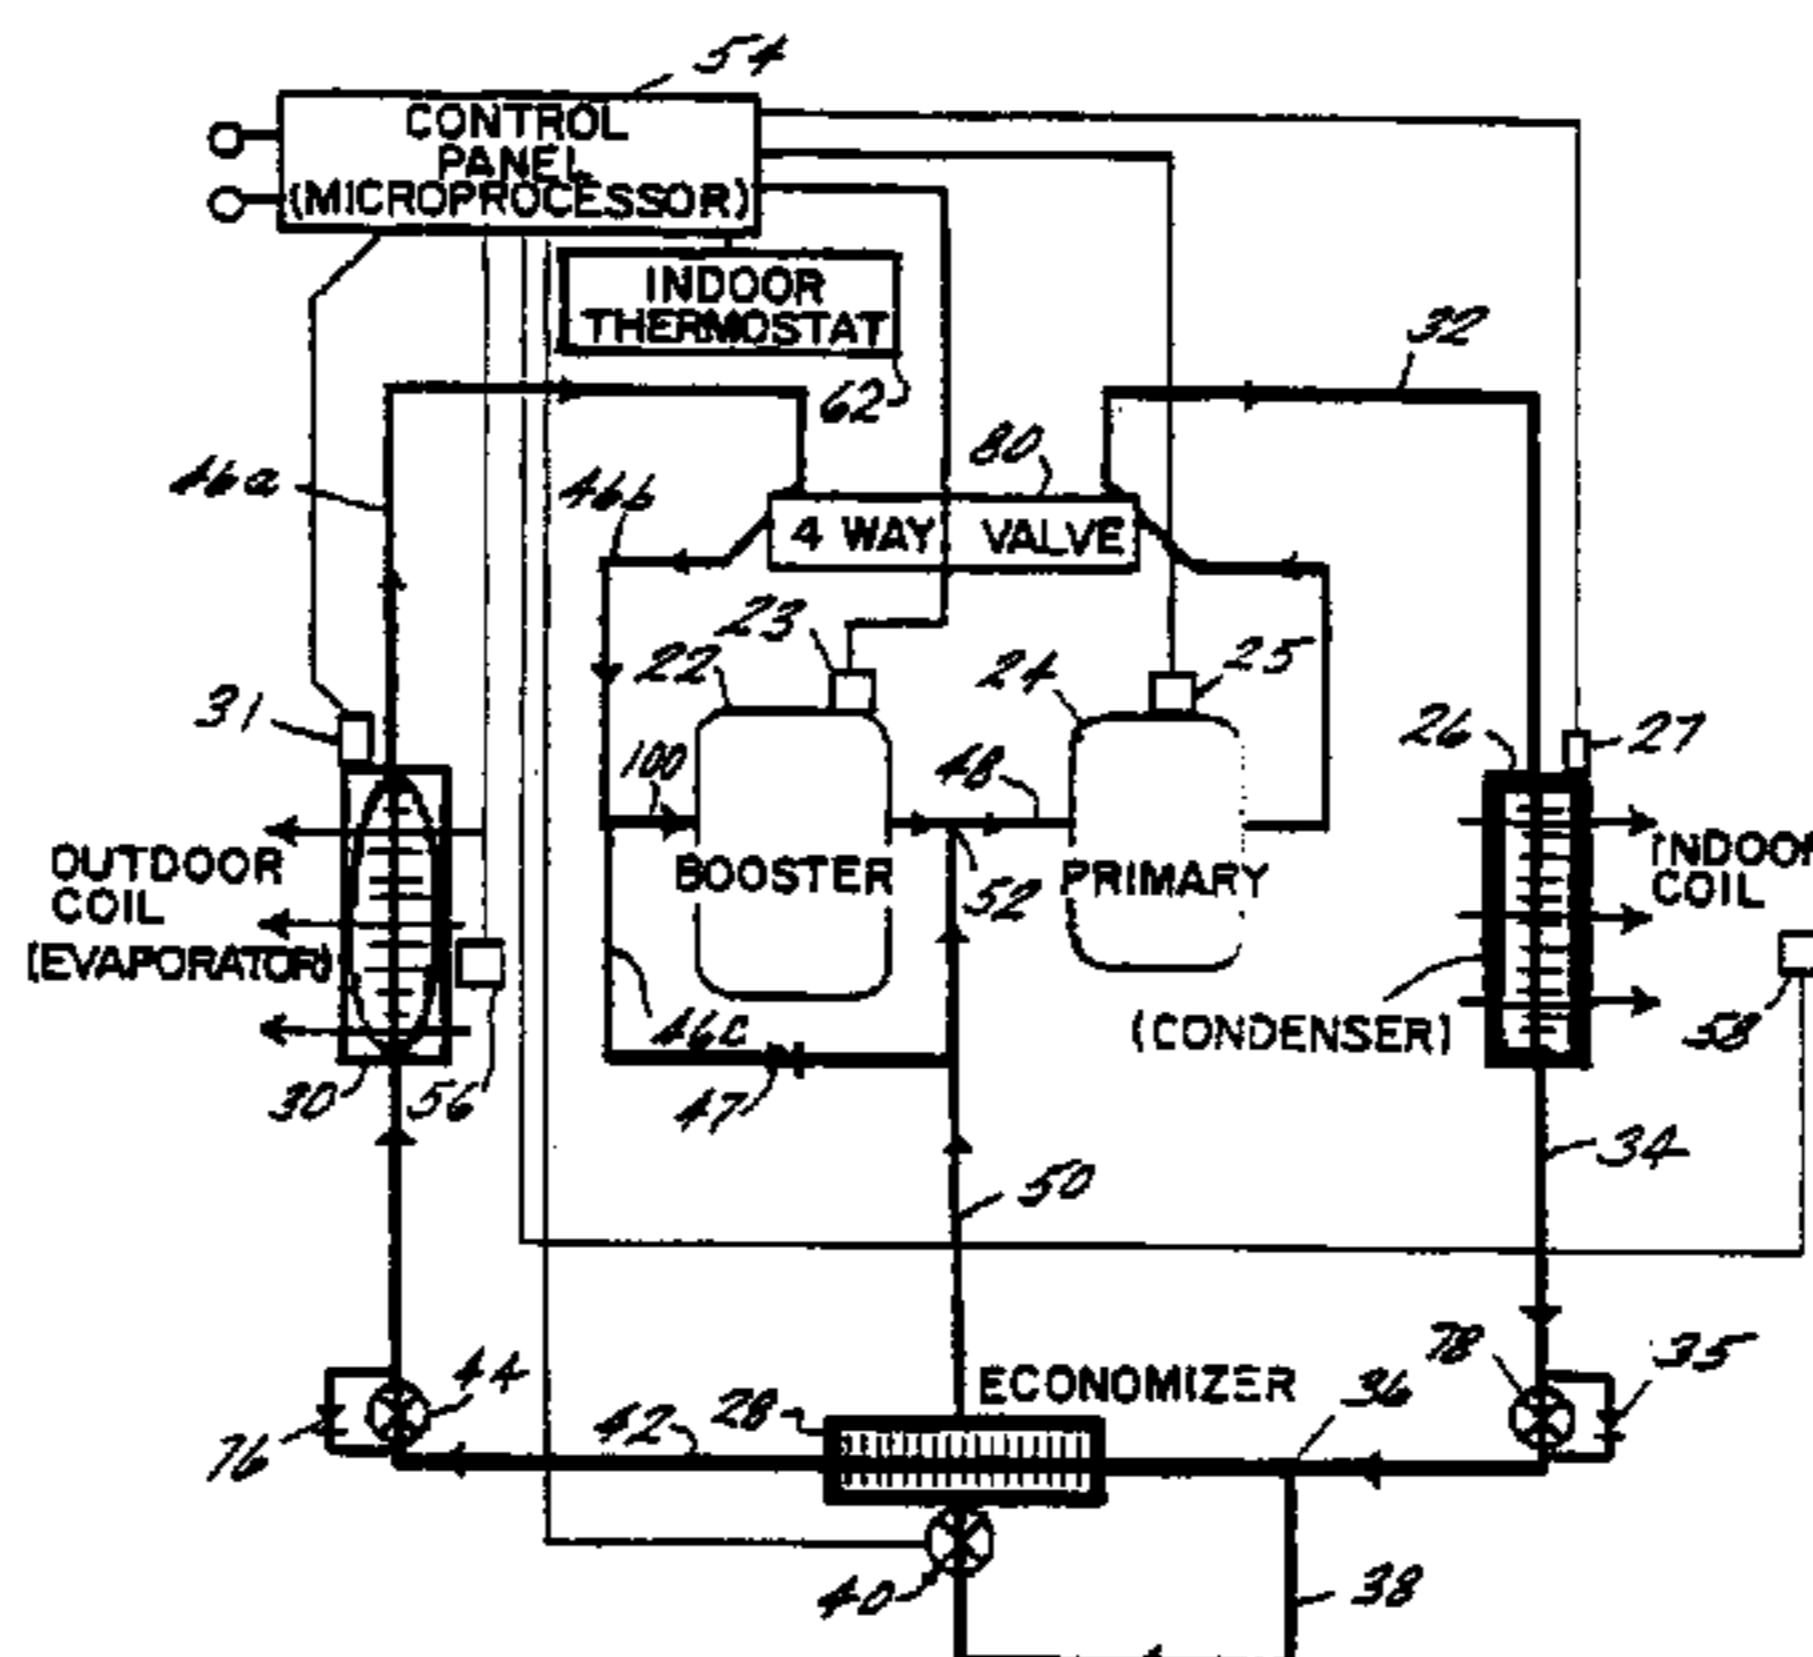 54
CONTROL
PANEL
(MICROPROCESSOR)
INDOOR
THERMOSTAT
62
32
46a
46b
80
4 WAY VALVE
23
22
24
25
31
100
48
26
27
OUTDOOR
COIL
(EVAPORATOR)
BOOSTER
52
PRIMARY
INDOOR
COIL
46c
(CONDENSER)
58
30
56
47
34
50
44
78
35
ECONOMIZER
36
76
42
28
40
38